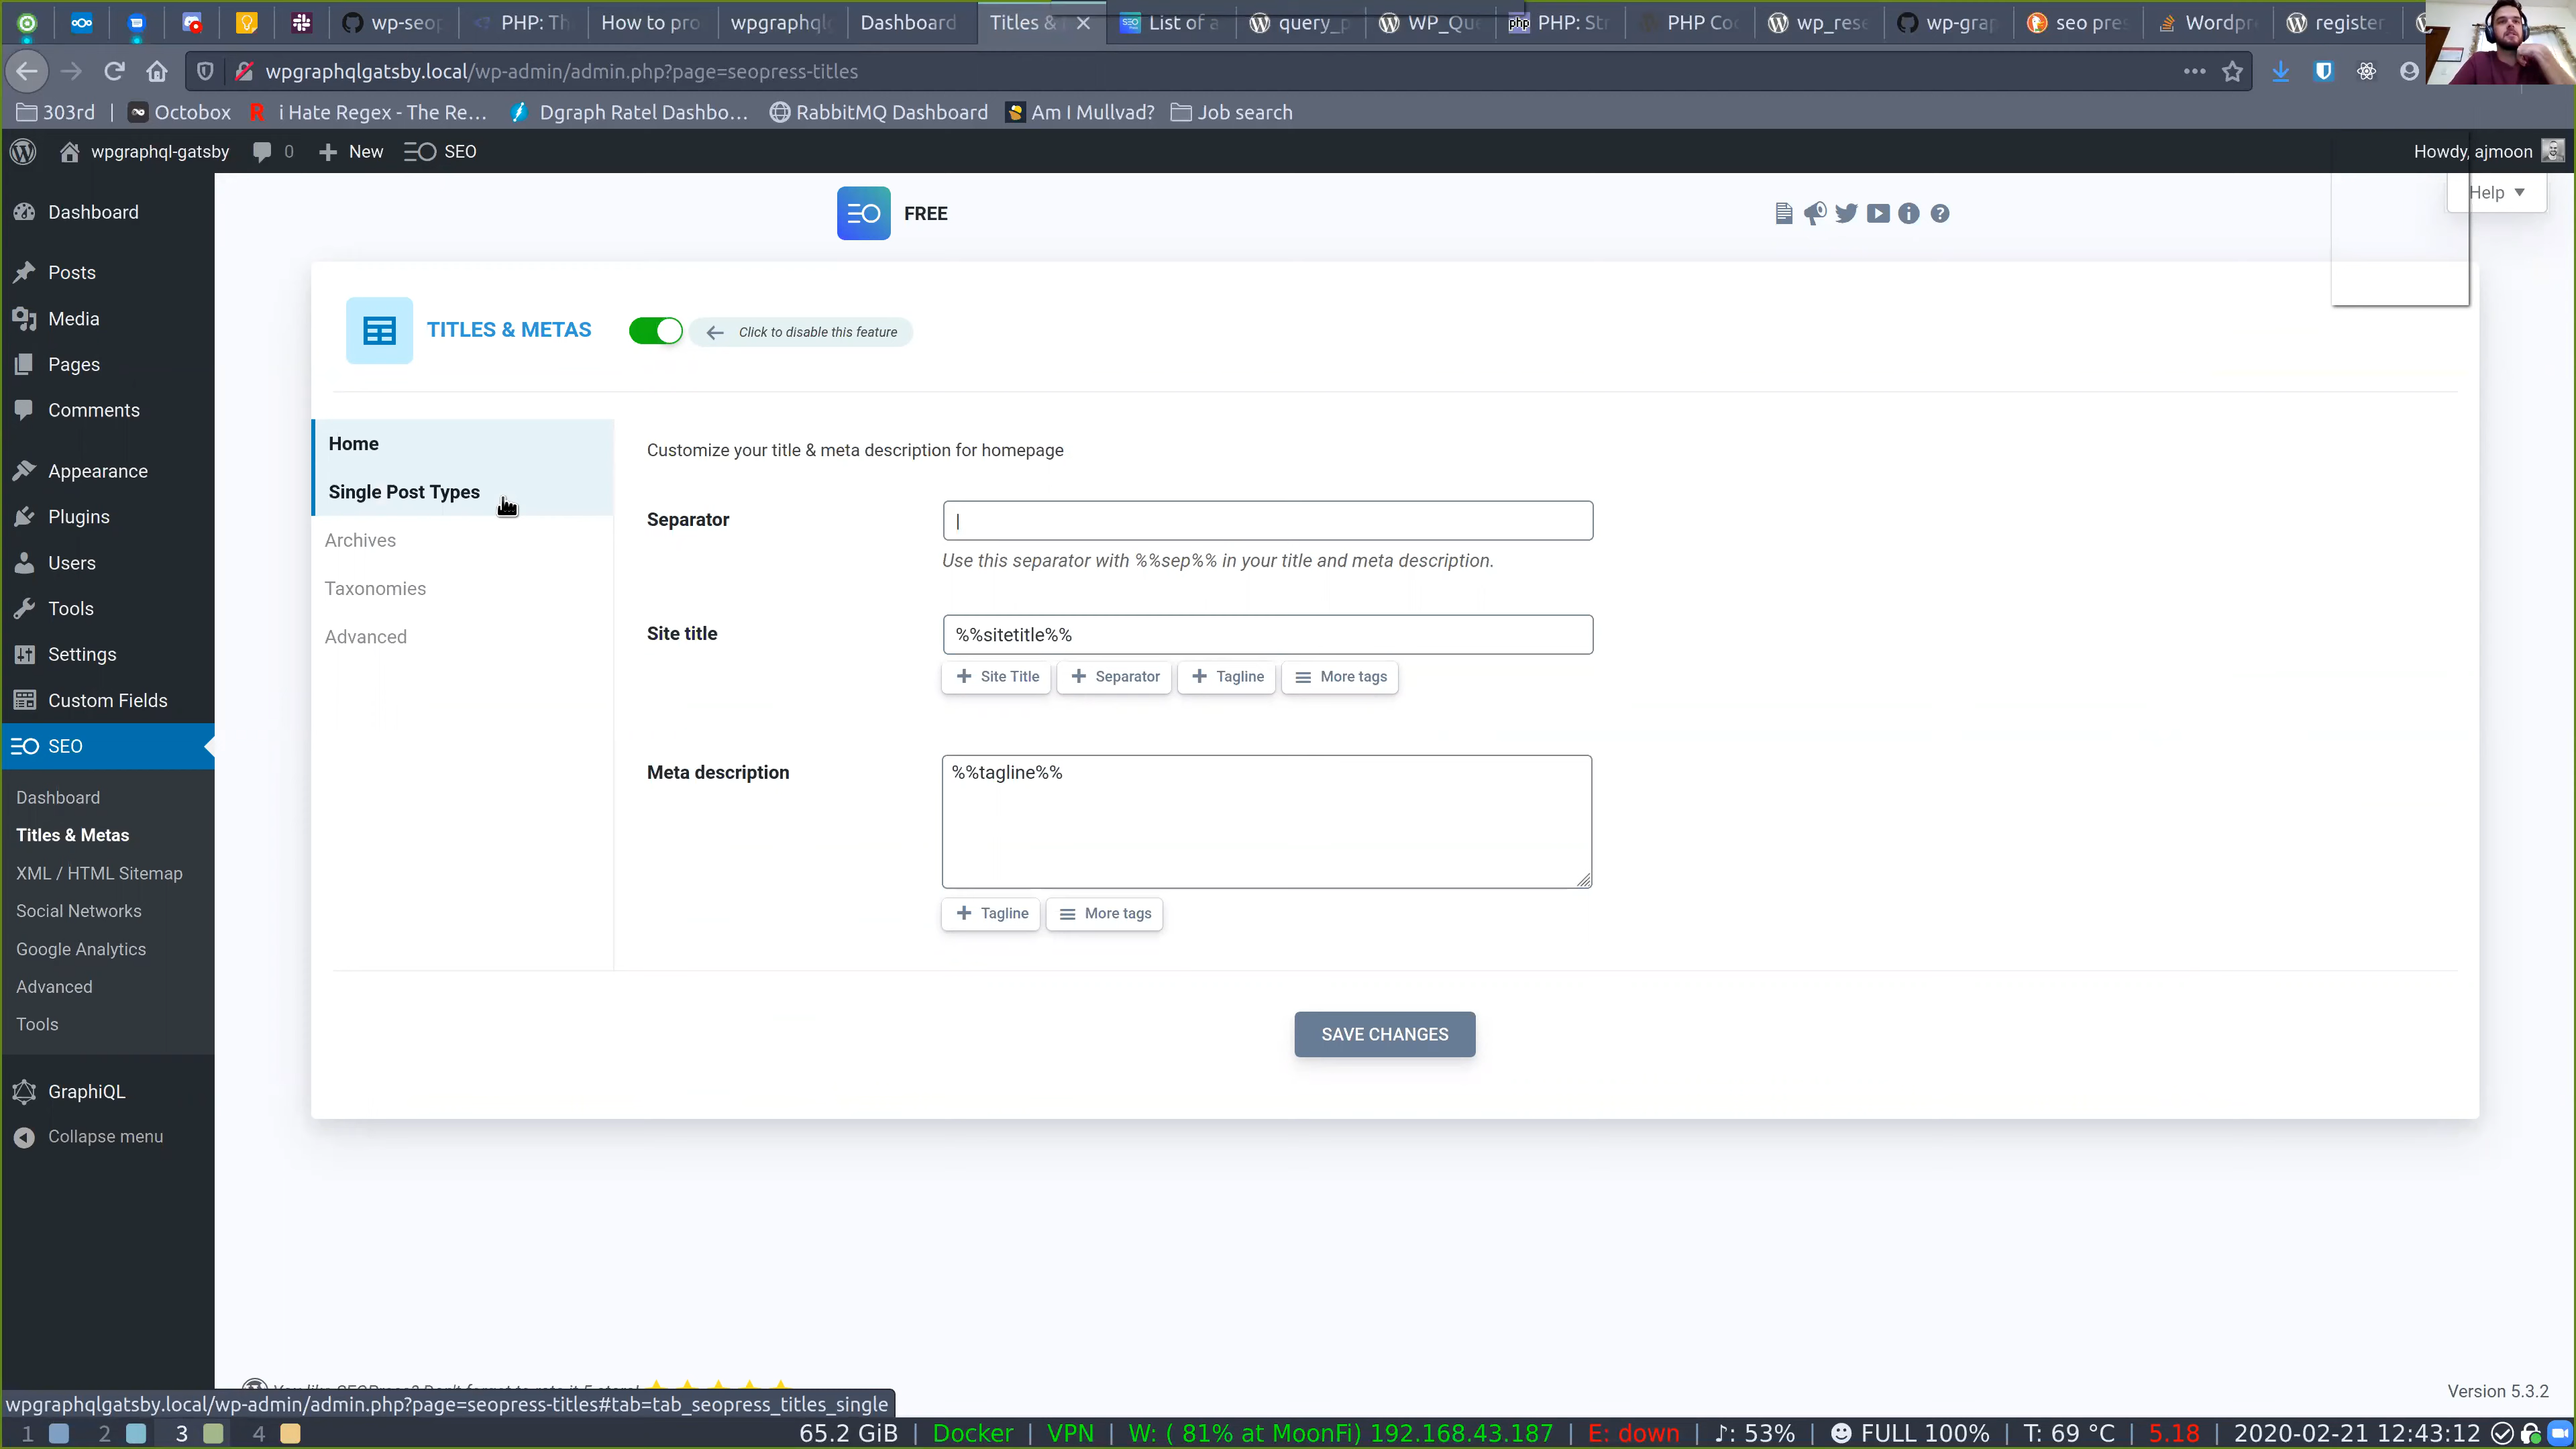 wp-seop
PHP: Th
How to pro
wpgraphql
Dashboard
Titles &
List of a
query_p
WP_Que
PHP: Str
PHP Co
wp_rese
wp-grap
seo pres
Wordpr
register
wpgraphqlgatsby.local/wp-admin/admin.php?page=seopress-titles
303rd | Octobox i Hate Regex - The Re... Dgraph Ratel Dashbo... RabbitMQ Dashboard Am I Mullvad? Job search
wpgraphql-gatsby 0 New SEO
Howdy, ajmoon
Help
FREE
Dashboard
Posts
Media
Pages
Comments
Appearance
Plugins
Users
Tools
Settings
Custom Fields
SEO
Dashboard
Titles & Metas
XML / HTML Sitemap
Social Networks
Google Analytics
Advanced
Tools
GraphiQL
Collapse menu
TITLES & METAS
Click to disable this feature
Home
Single Post Types
Archives
Taxonomies
Advanced
Customize your title & meta description for homepage
Separator
|
Use this separator with %%sep%% in your title and meta description.
Site title
%%sitetitle%%
Site Title Separator Tagline More tags
Meta description
%%tagline%%
Tagline More tags
SAVE CHANGES
Version 5.3.2
wpgraphqlgatsby.local/wp-admin/admin.php?page=seopress-titles#tab=tab_seopress_titles_single
1 2 3 4
65.2 GiB | Docker | VPN | W: ( 81% at MoonFi) 192.168.43.187 | E: down | ♪: 53% | ☻ FULL 100% | T: 69 °C | 5.18 | 2020-02-21 12:43:12